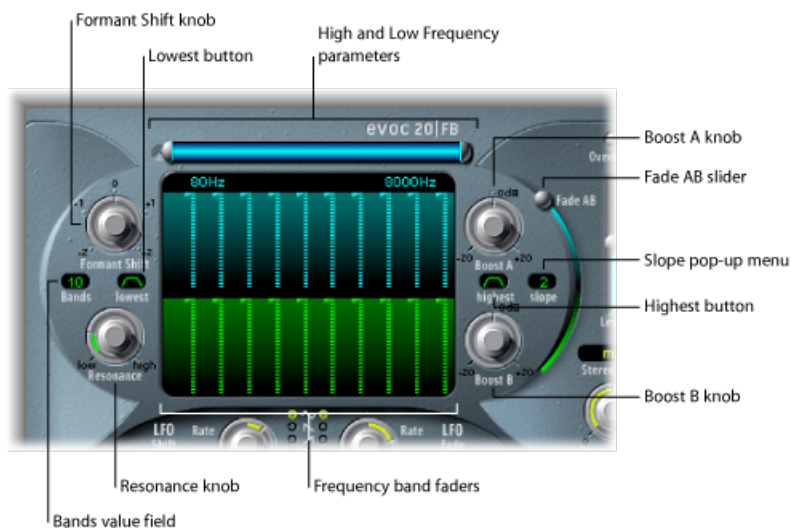 Formant Shift knob
High and Low Frequency
parameters
Lowest button
evoc 20|FB
Boost A knob
Fade AB slider
80Hz
8000Hz
0
0dB
Over
Fade AB
+1
+1
+2
+2
Formant Shift
-20
+20
Boost A
Slope pop-up menu
10
Bands
lowest
highest
2
slope
0dB
Highest button
low
high
Resonance
-20
+20
Boost B
m
Stereo
Boost B knob
LFO
Shift
Rate
Rate
LFO
Fade
Resonance knob
Frequency band faders
Bands value field